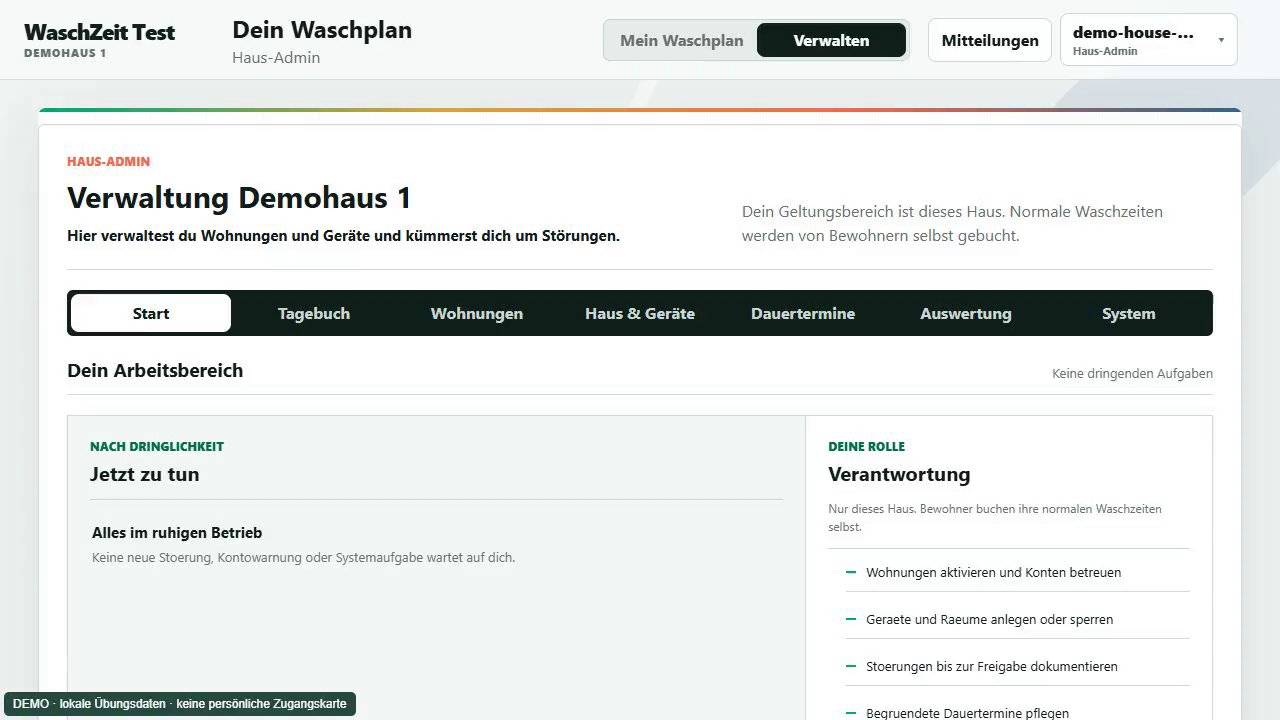 WaschZeit Test
DEMOHAUS 1
Dein Waschplan
Haus-Admin
Mein Waschplan
Verwalten
Mitteilungen
demo-house-...
Haus-Admin
HAUS-ADMIN
Verwaltung Demohaus 1
Hier verwaltest du Wohnungen und Geräte und kümmerst dich um Störungen.
Dein Geltungsbereich ist dieses Haus. Normale Waschzeiten
werden von Bewohnern selbst gebucht.
Start
Tagebuch
Wohnungen
Haus & Geräte
Dauertermine
Auswertung
System
Dein Arbeitsbereich
Keine dringenden Aufgaben
NACH DRINGLICHKEIT
Jetzt zu tun
Alles im ruhigen Betrieb
Keine neue Stoerung, Kontowarnung oder Systemaufgabe wartet auf dich.
DEINE ROLLE
Verantwortung
Nur dieses Haus. Bewohner buchen ihre normalen Waschzeiten
selbst.
Wohnungen aktivieren und Konten betreuen
Geraete und Raeume anlegen oder sperren
Stoerungen bis zur Freigabe dokumentieren
Begruendete Dauertermine pflegen
DEMO · lokale Übungsdaten · keine persönliche Zugangskarte